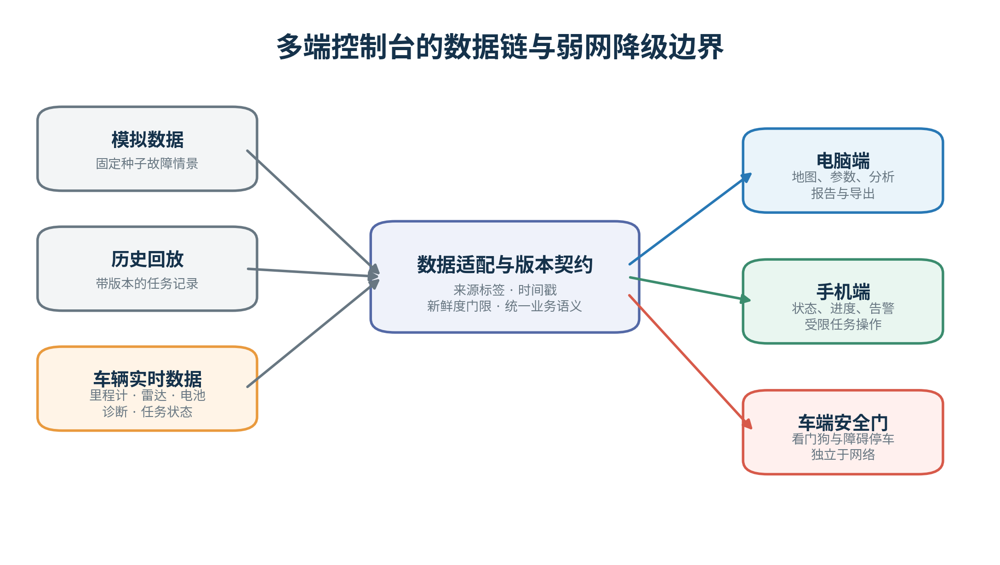 多端控制台的数据链与弱网降级边界
模拟数据
固定种子故障情景
历史回放
带版本的任务记录
车辆实时数据
里程计 · 雷达 · 电池
诊断 · 任务状态
数据适配与版本契约
来源标签 · 时间戳
新鲜度门限 · 统一业务语义
电脑端
地图、参数、分析
报告与导出
手机端
状态、进度、告警
受限任务操作
车端安全门
看门狗与障碍停车
独立于网络